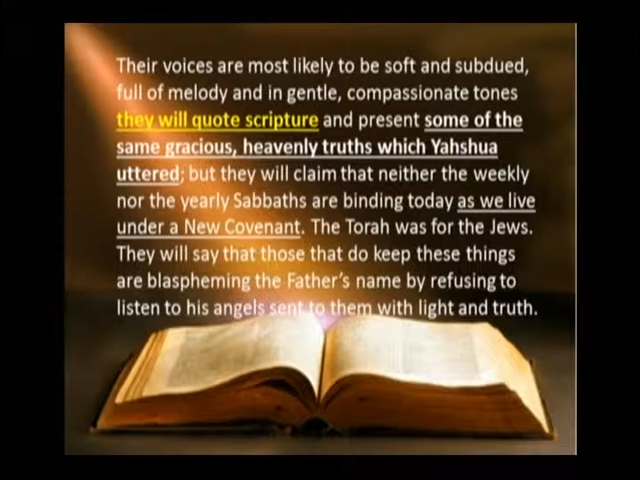 Their voices are most likely to be soft and subdued,
full of melody and in gentle, compassionate tones
they will quote scripture and present some of the
same gracious, heavenly truths which Yahshua
uttered; but they will claim that neither the weekly
nor the yearly Sabbaths are binding today as we live
under a New Covenant. The Torah was for the Jews.
They will say that those that do keep these things
are blaspheming the Father's name by refusing to
listen to his angels sent to them with light and truth.